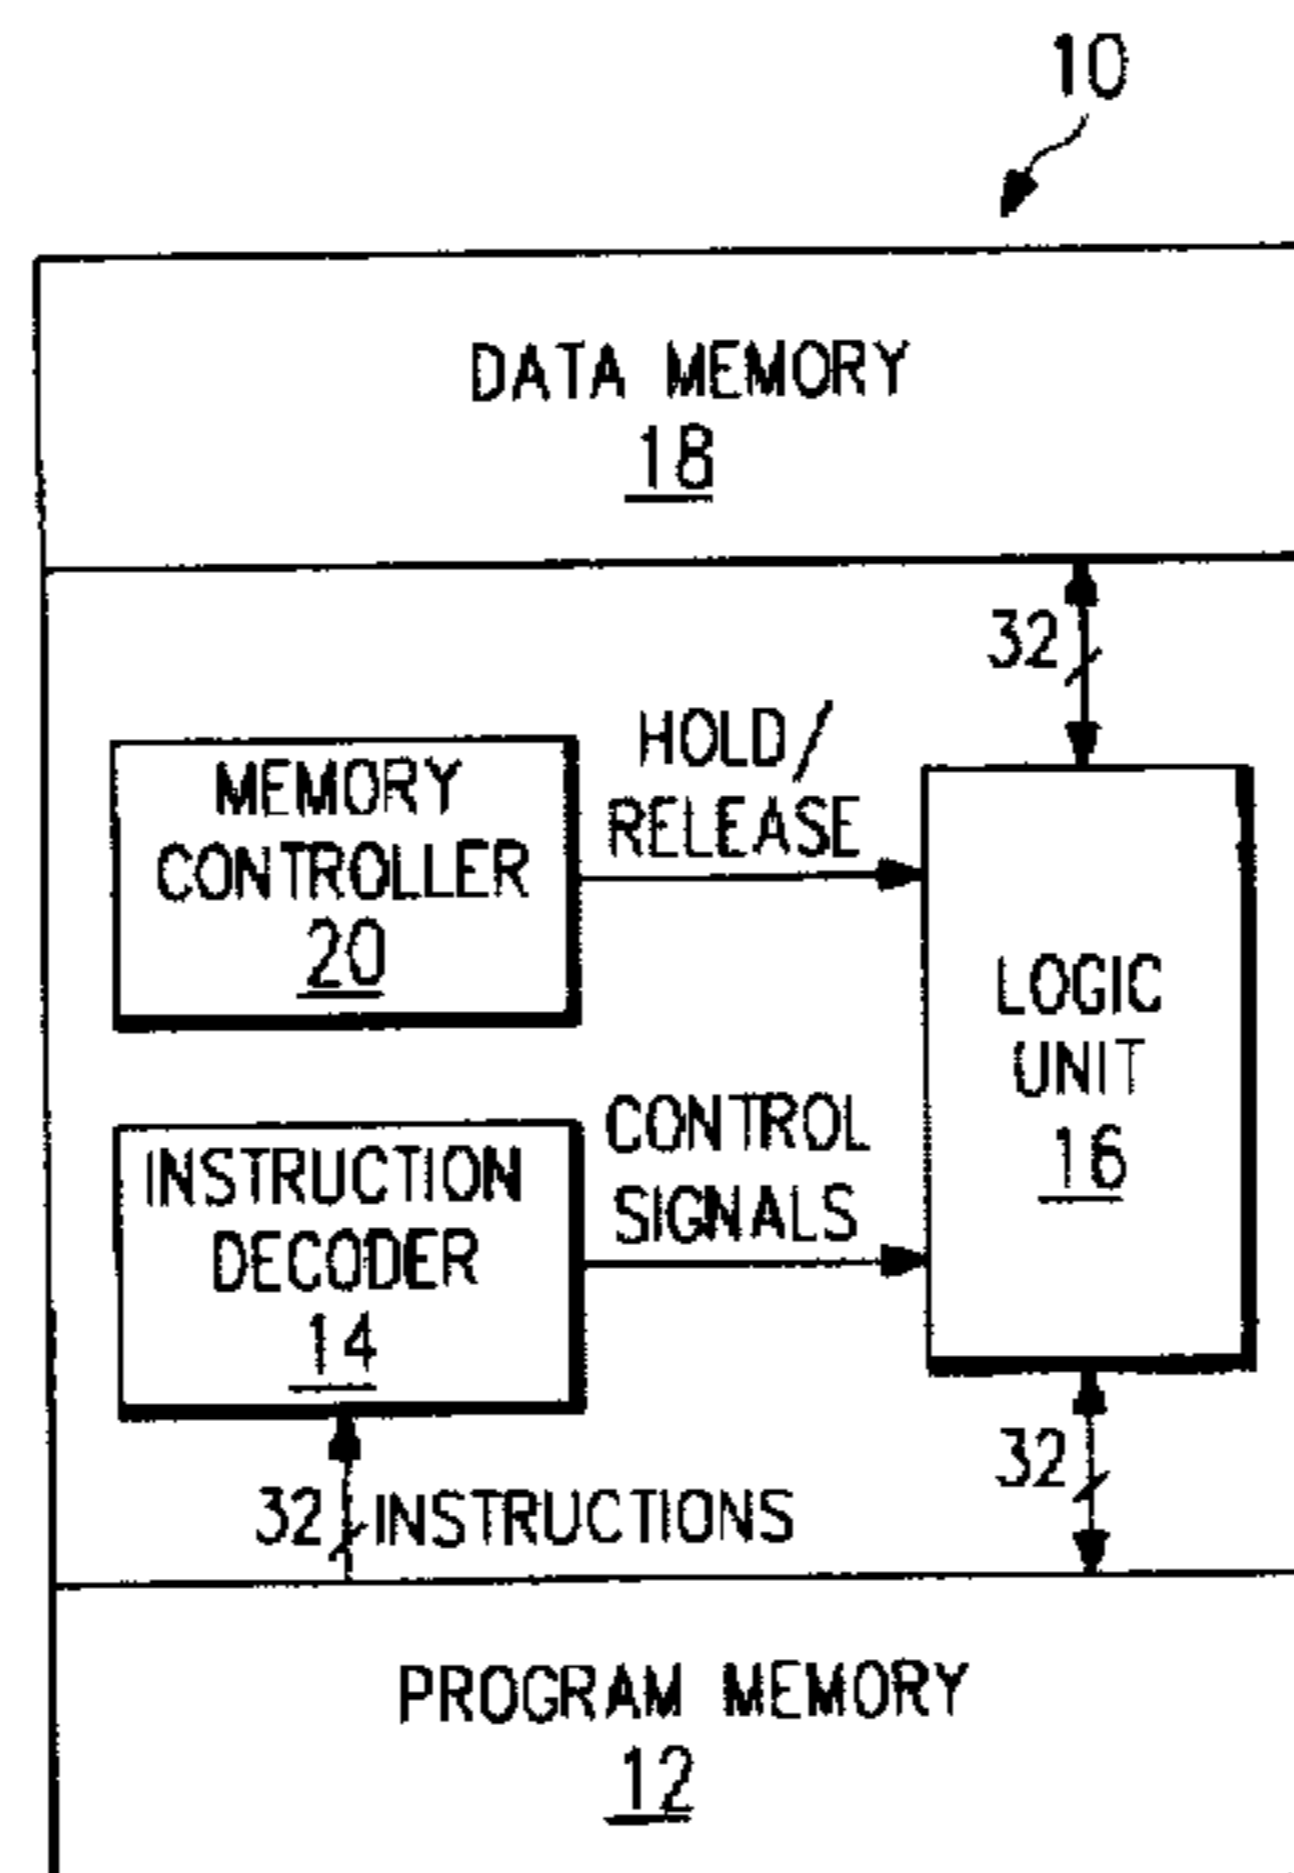 10
DATA MEMORY
18
32
HOLD/
RELEASE
MEMORY
CONTROLLER
20
LOGIC
UNIT
16
CONTROL
SIGNALS
INSTRUCTION
DECODER
14
32
32 INSTRUCTIONS
PROGRAM MEMORY
12